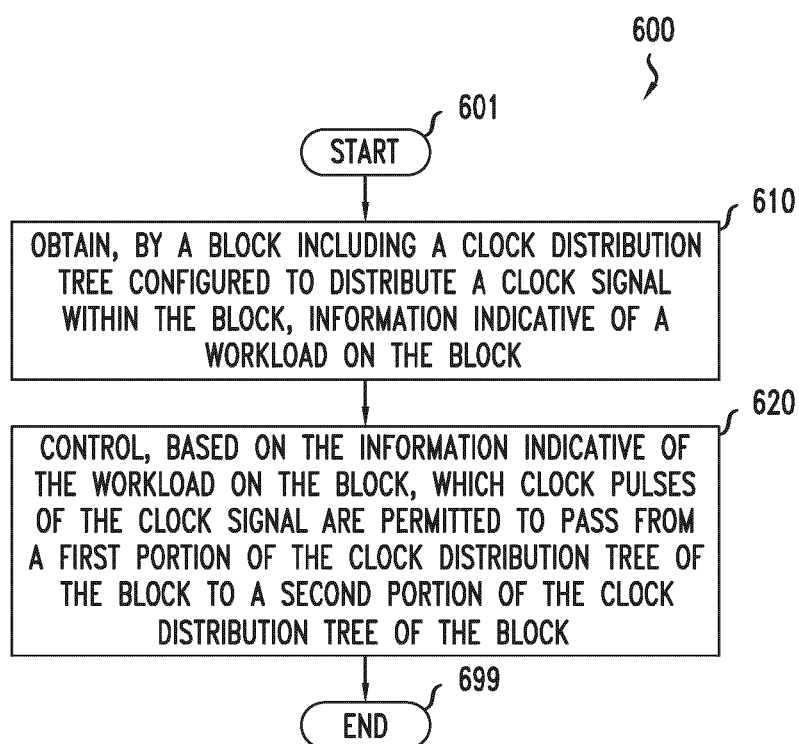 600
601
START
610
OBTAIN, BY A BLOCK INCLUDING A CLOCK DISTRIBUTION
TREE CONFIGURED TO DISTRIBUTE A CLOCK SIGNAL
WITHIN THE BLOCK, INFORMATION INDICATIVE OF A
WORKLOAD ON THE BLOCK
620
CONTROL, BASED ON THE INFORMATION INDICATIVE OF
THE WORKLOAD ON THE BLOCK, WHICH CLOCK PULSES
OF THE CLOCK SIGNAL ARE PERMITTED TO PASS FROM
A FIRST PORTION OF THE CLOCK DISTRIBUTION TREE OF
THE BLOCK TO A SECOND PORTION OF THE CLOCK
DISTRIBUTION TREE OF THE BLOCK
699
END